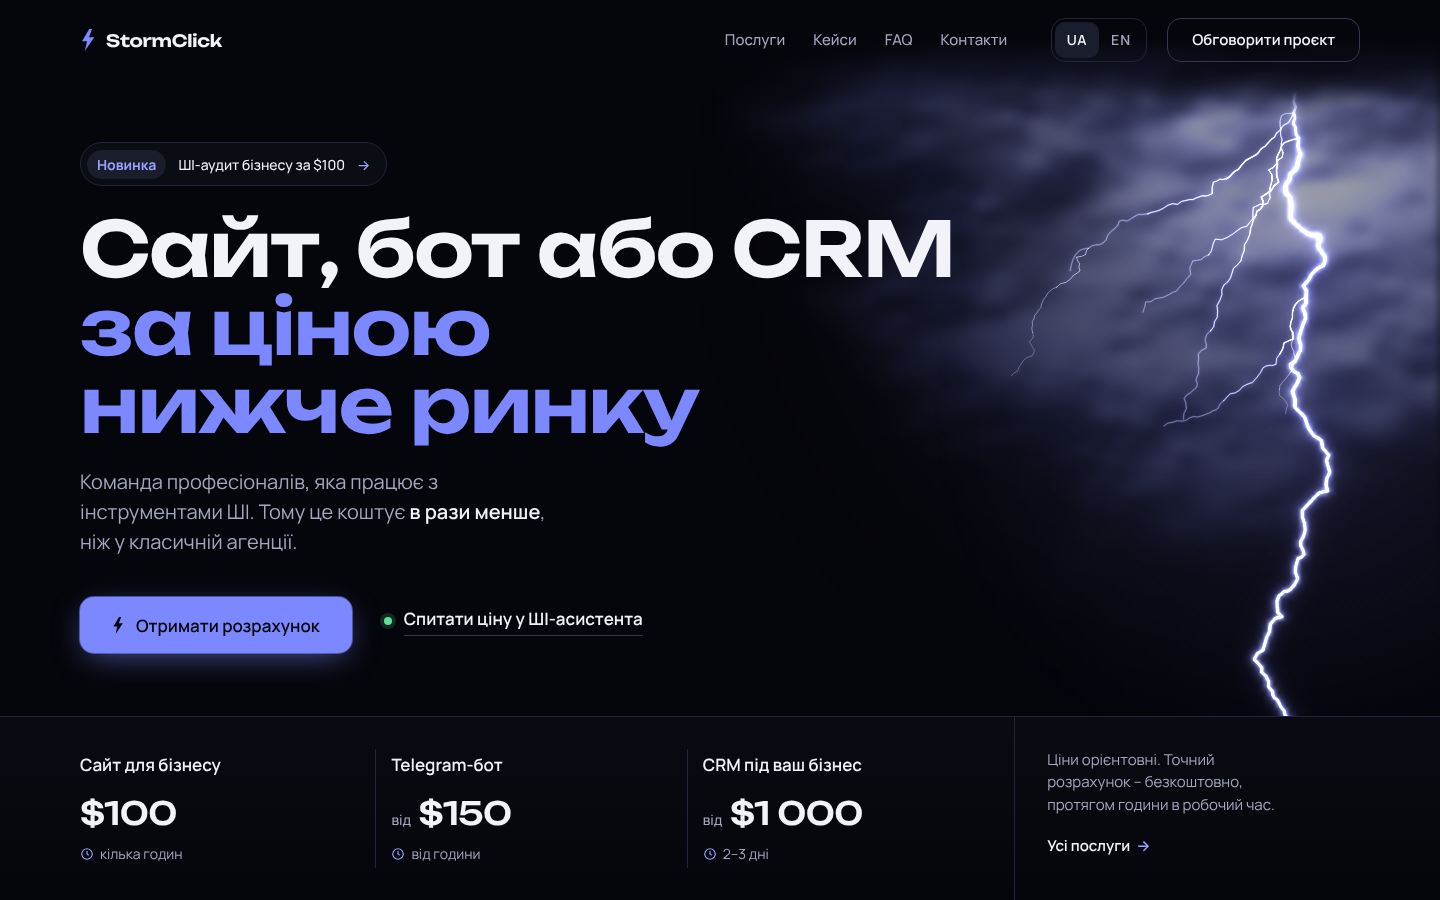 StormClick
Послуги Кейси FAQ Контакти UA EN Обговорити проєкт
Новинка ШІ-аудит бізнесу за $100 →
Сайт, бот або CRM
за ціною
нижче ринку
Команда професіоналів, яка працює з
інструментами ШІ. Тому це коштує в рази менше,
ніж у класичній агенції.
Отримати розрахунок
Спитати ціну у ШІ-асистента
Сайт для бізнесу
$100
кілька годин
Telegram-бот
від $150
від години
CRM під ваш бізнес
від $1 000
2–3 дні
Ціни орієнтовні. Точний
розрахунок – безкоштовно,
протягом години в робочий час.
Усі послуги →